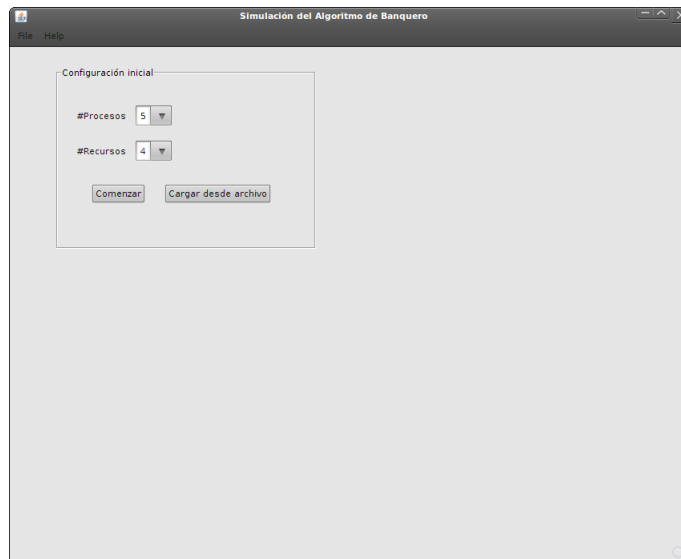 Simulación del Algoritmo de Banquero
File Help
Configuración inicial
#Procesos 5
#Recursos 4
Comenzar Cargar desde archivo